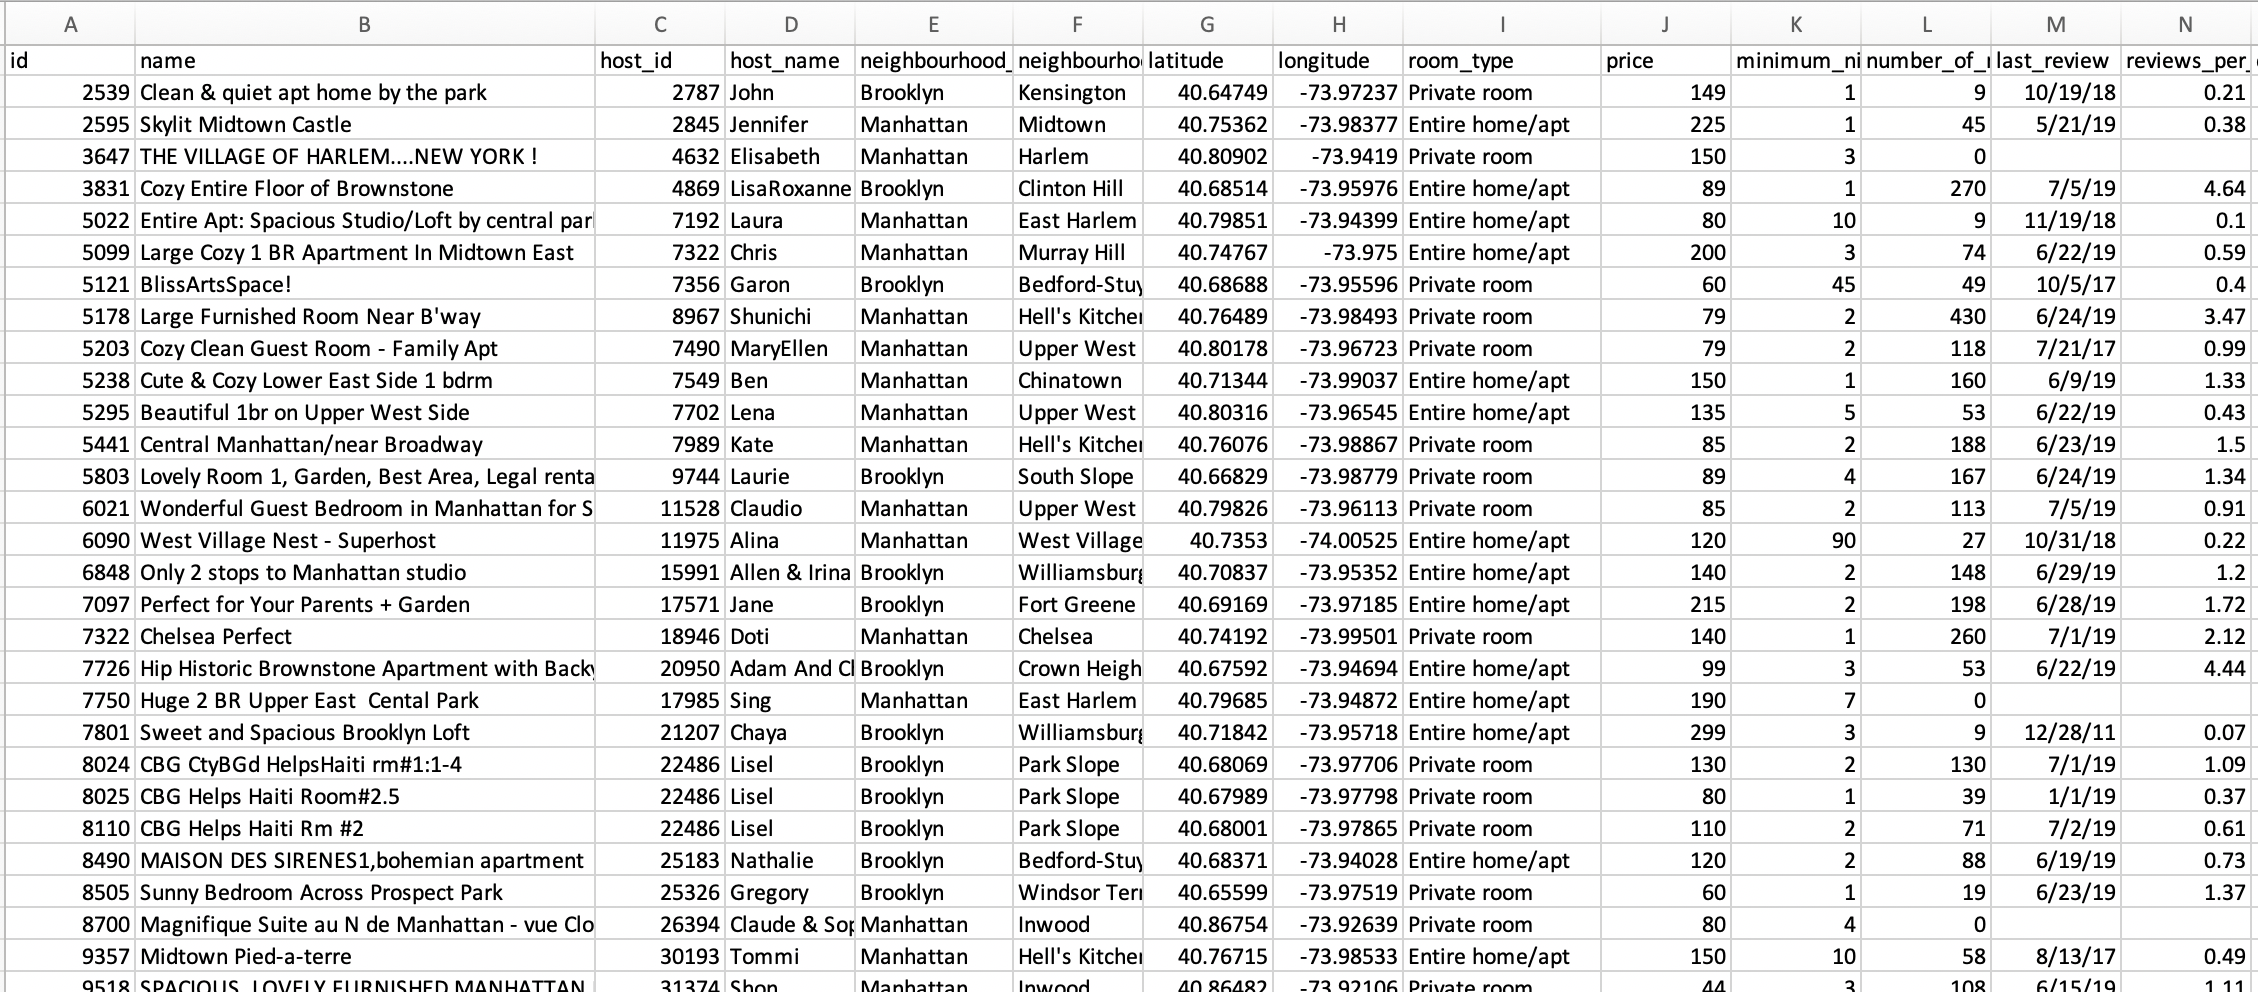 A B C D E F G H I J K L M N
id name host_id host_name neighbourhood_ neighbourho latitude longitude room_type price minimum_ni number_of_r last_review reviews_per_
2539 Clean & quiet apt home by the park 2787 John Brooklyn Kensington 40.64749 -73.97237 Private room 149 1 9 10/19/18 0.21
2595 Skylit Midtown Castle 2845 Jennifer Manhattan Midtown 40.75362 -73.98377 Entire home/apt 225 1 45 5/21/19 0.38
3647 THE VILLAGE OF HARLEM....NEW YORK ! 4632 Elisabeth Manhattan Harlem 40.80902 -73.9419 Private room 150 3 0
3831 Cozy Entire Floor of Brownstone 4869 LisaRoxanne Brooklyn Clinton Hill 40.68514 -73.95976 Entire home/apt 89 1 270 7/5/19 4.64
5022 Entire Apt: Spacious Studio/Loft by central park 7192 Laura Manhattan East Harlem 40.79851 -73.94399 Entire home/apt 80 10 9 11/19/18 0.1
5099 Large Cozy 1 BR Apartment In Midtown East 7322 Chris Manhattan Murray Hill 40.74767 -73.975 Entire home/apt 200 3 74 6/22/19 0.59
5121 BlissArtsSpace! 7356 Garon Brooklyn Bedford-Stuy 40.68688 -73.95596 Private room 60 45 49 10/5/17 0.4
5178 Large Furnished Room Near B'way 8967 Shunichi Manhattan Hell's Kitchen 40.76489 -73.98493 Private room 79 2 430 6/24/19 3.47
5203 Cozy Clean Guest Room - Family Apt 7490 MaryEllen Manhattan Upper West 40.80178 -73.96723 Private room 79 2 118 7/21/17 0.99
5238 Cute & Cozy Lower East Side 1 bdrm 7549 Ben Manhattan Chinatown 40.71344 -73.99037 Entire home/apt 150 1 160 6/9/19 1.33
5295 Beautiful 1br on Upper West Side 7702 Lena Manhattan Upper West 40.80316 -73.96545 Entire home/apt 135 5 53 6/22/19 0.43
5441 Central Manhattan/near Broadway 7989 Kate Manhattan Hell's Kitchen 40.76076 -73.98867 Private room 85 2 188 6/23/19 1.5
5803 Lovely Room 1, Garden, Best Area, Legal renta 9744 Laurie Brooklyn South Slope 40.66829 -73.98779 Private room 89 4 167 6/24/19 1.34
6021 Wonderful Guest Bedroom in Manhattan for S 11528 Claudio Manhattan Upper West 40.79826 -73.96113 Private room 85 2 113 7/5/19 0.91
6090 West Village Nest - Superhost 11975 Alina Manhattan West Village 40.7353 -74.00525 Entire home/apt 120 90 27 10/31/18 0.22
6848 Only 2 stops to Manhattan studio 15991 Allen & Irina Brooklyn Williamsburg 40.70837 -73.95352 Entire home/apt 140 2 148 6/29/19 1.2
7097 Perfect for Your Parents + Garden 17571 Jane Brooklyn Fort Greene 40.69169 -73.97185 Entire home/apt 215 2 198 6/28/19 1.72
7322 Chelsea Perfect 18946 Doti Manhattan Chelsea 40.74192 -73.99501 Private room 140 1 260 7/1/19 2.12
7726 Hip Historic Brownstone Apartment with Backy 20950 Adam And Cl Brooklyn Crown Heigh 40.67592 -73.94694 Entire home/apt 99 3 53 6/22/19 4.44
7750 Huge 2 BR Upper East  Cental Park 17985 Sing Manhattan East Harlem 40.79685 -73.94872 Entire home/apt 190 7 0
7801 Sweet and Spacious Brooklyn Loft 21207 Chaya Brooklyn Williamsburg 40.71842 -73.95718 Entire home/apt 299 3 9 12/28/11 0.07
8024 CBG CtyBGd HelpsHaiti rm#1:1-4 22486 Lisel Brooklyn Park Slope 40.68069 -73.97706 Private room 130 2 130 7/1/19 1.09
8025 CBG Helps Haiti Room#2.5 22486 Lisel Brooklyn Park Slope 40.67989 -73.97798 Private room 80 1 39 1/1/19 0.37
8110 CBG Helps Haiti Rm #2 22486 Lisel Brooklyn Park Slope 40.68001 -73.97865 Private room 110 2 71 7/2/19 0.61
8490 MAISON DES SIRENES1,bohemian apartment 25183 Nathalie Brooklyn Bedford-Stuy 40.68371 -73.94028 Entire home/apt 120 2 88 6/19/19 0.73
8505 Sunny Bedroom Across Prospect Park 25326 Gregory Brooklyn Windsor Terr 40.65599 -73.97519 Private room 60 1 19 6/23/19 1.37
8700 Magnifique Suite au N de Manhattan - vue Clo 26394 Claude & Sop Manhattan Inwood 40.86754 -73.92639 Private room 80 4 0
9357 Midtown Pied-a-terre 30193 Tommi Manhattan Hell's Kitchen 40.76715 -73.98533 Entire home/apt 150 10 58 8/13/17 0.49
9518 SPACIOUS, LOVELY FURNISHED MANHATTAN 31374 Shon Manhattan Inwood 40.86482 -73.92106 Private room 44 3 108 6/15/19 1.11